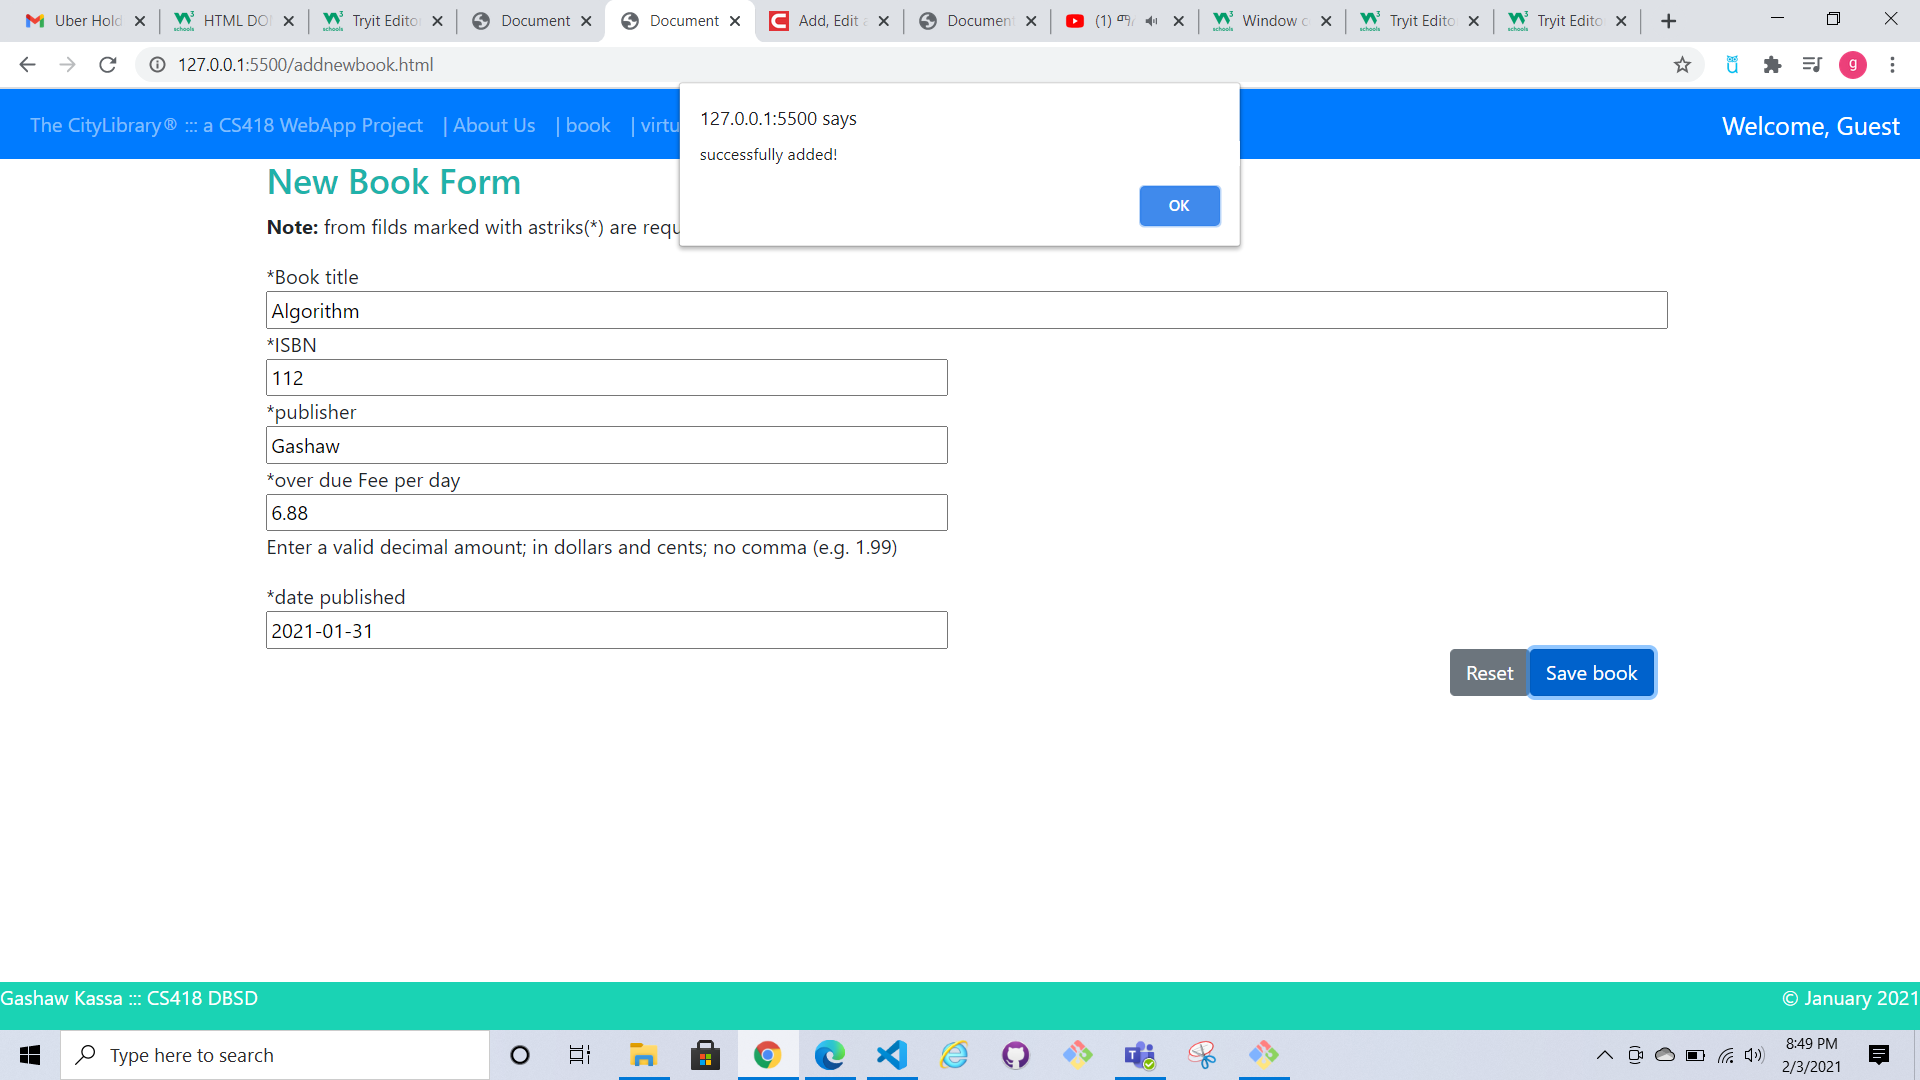 Uber Hold
HTML DO
Tryit Edito
Document
Document
Add, Edit a
Document
(1) ማ
Window c
Tryit Edito
Tryit Edito
127.0.0.1:5500/addnewbook.html
g
The CityLibrary® ::: a CS418 WebApp Project | About Us | book | virtu
Welcome, Guest
127.0.0.1:5500 says
successfully added!
OK
New Book Form
Note: from filds marked with astriks(*) are requ
*Book title
Algorithm
*ISBN
112
*publisher
Gashaw
*over due Fee per day
6.88
Enter a valid decimal amount; in dollars and cents; no comma (e.g. 1.99)
*date published
2021-01-31
Reset Save book
Gashaw Kassa ::: CS418 DBSD
© January 2021
Type here to search
8:49 PM
2/3/2021